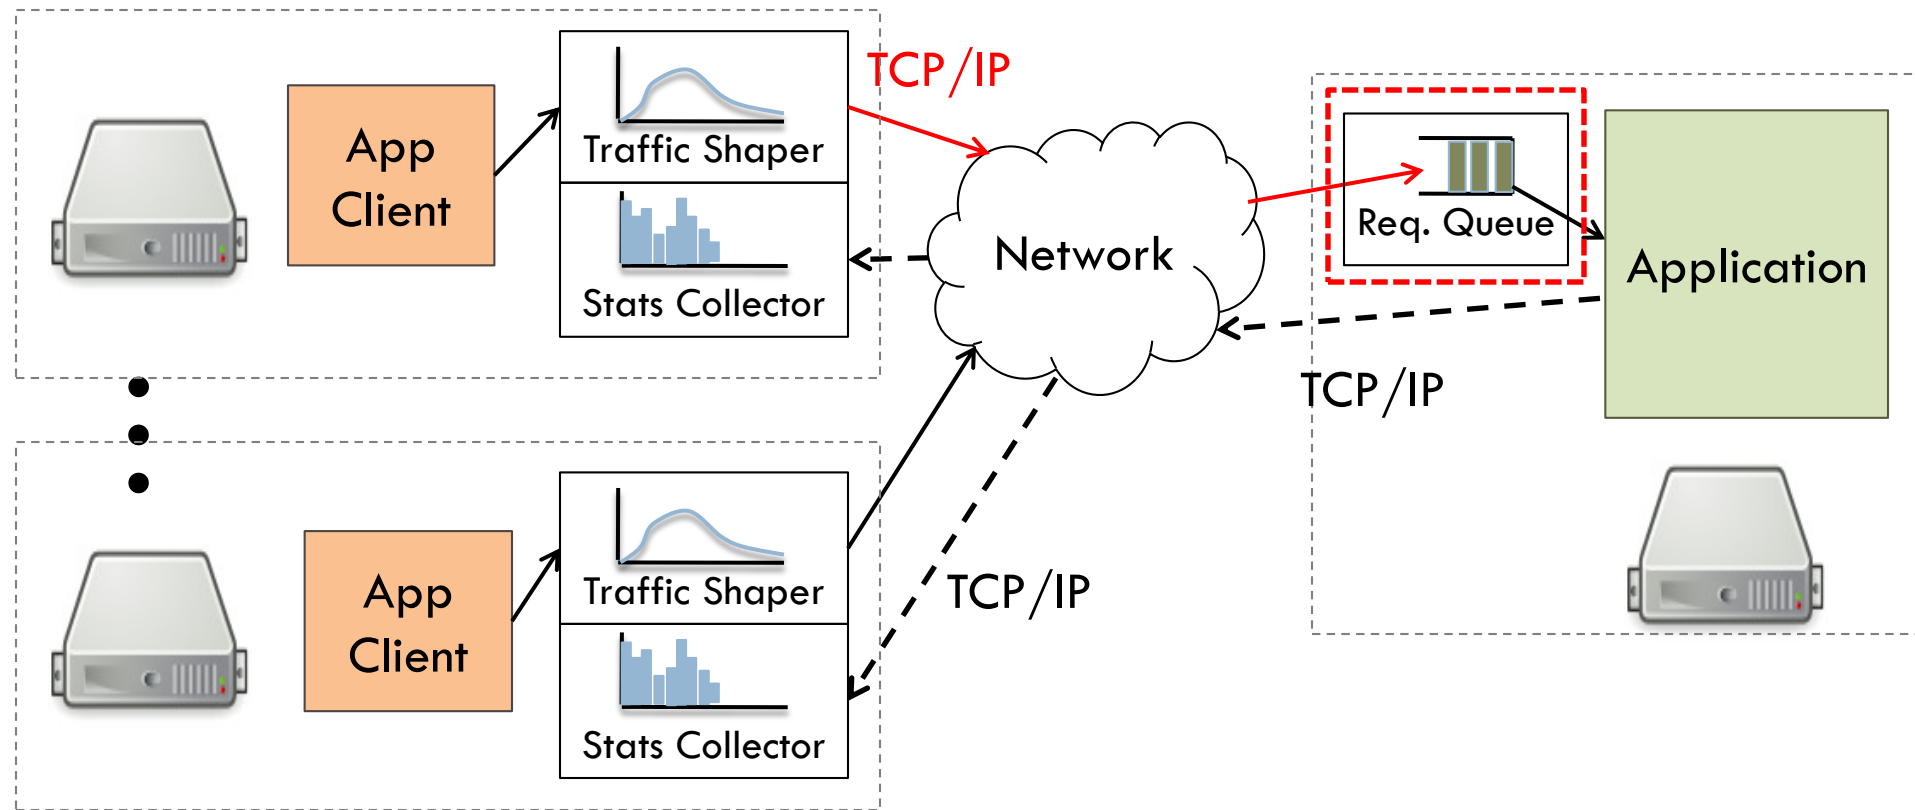 TCP/IP
App
Client
Traffic Shaper
Stats Collector
Network
Req. Queue
Application
TCP/IP
App
Client
Traffic Shaper
Stats Collector
TCP/IP